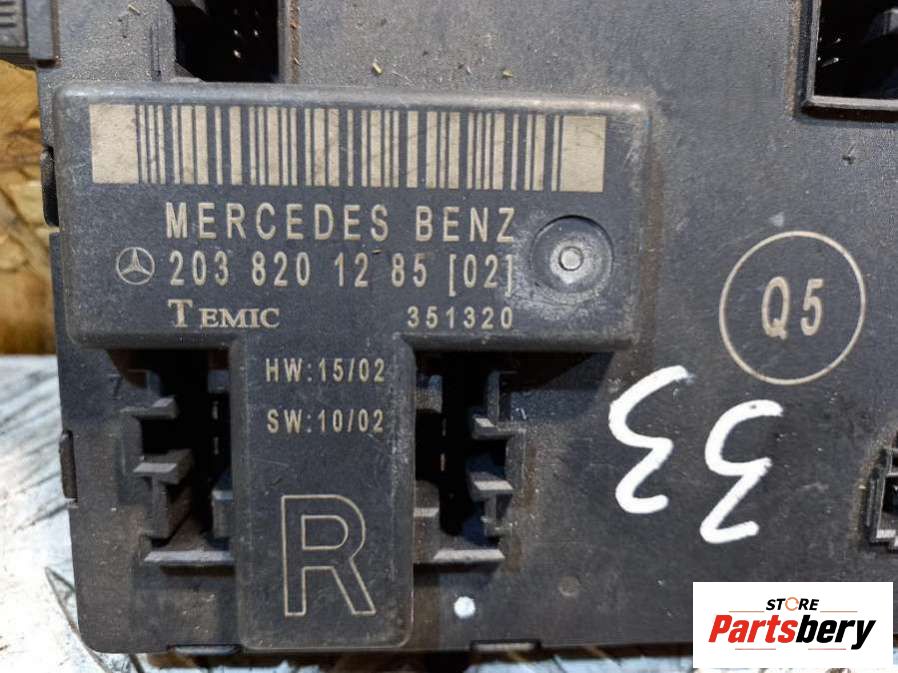 MERCEDES BENZ
203 820 12 85 [02]
TEMIC 351320
HW:15/02
SW:10/02
R
Q5
33
STORE
Partsbery